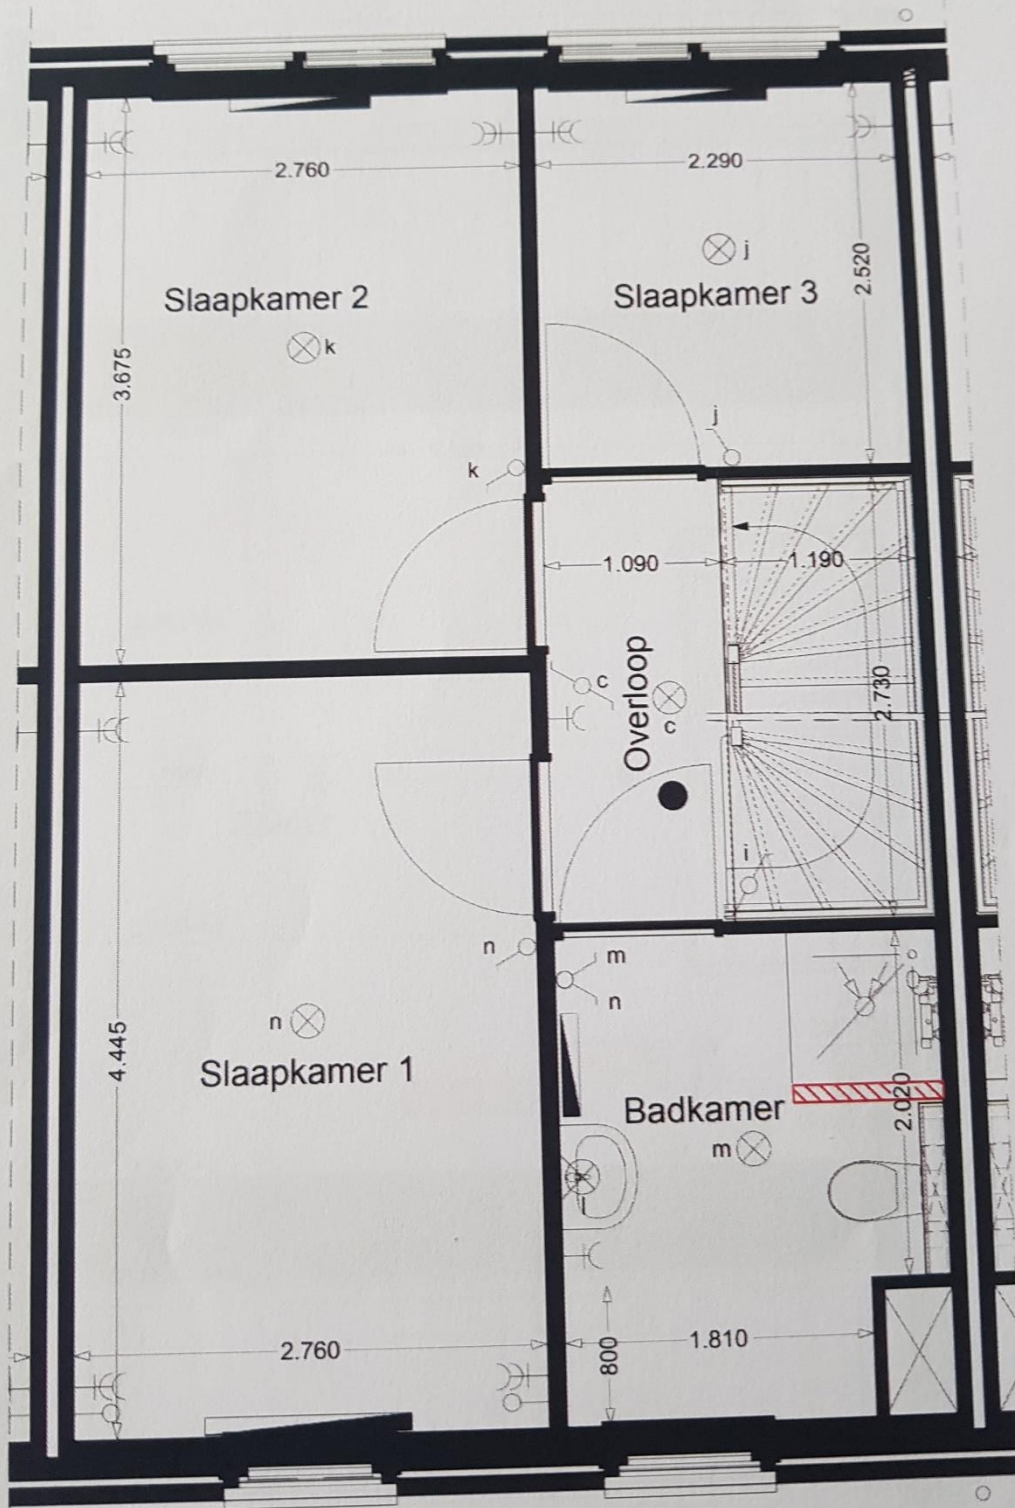 2.760
2.290
j
2.520
Slaapkamer 2
Slaapkamer 3
k
3.675
j
k
1.090
1.190
Overloop
c
c
2.730
i
n
m
n
n
4.445
Slaapkamer 1
2.020
Badkamer
m
2.760
800
1.810